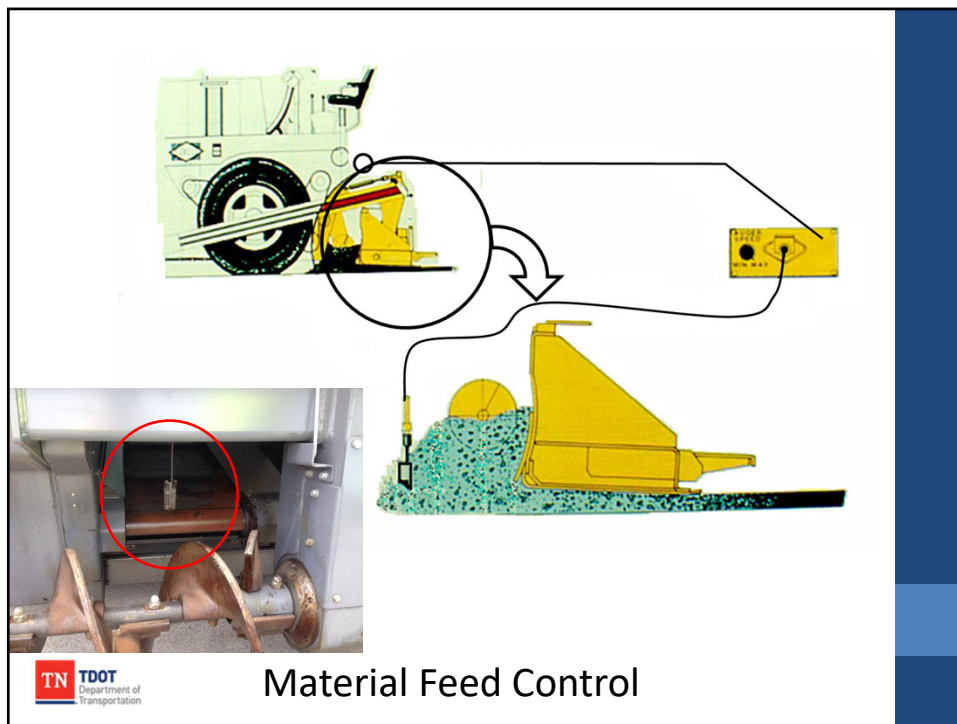 AUGER
SPEED
MIN MAX
TN
TDOT
Department of
Transportation
Material Feed Control